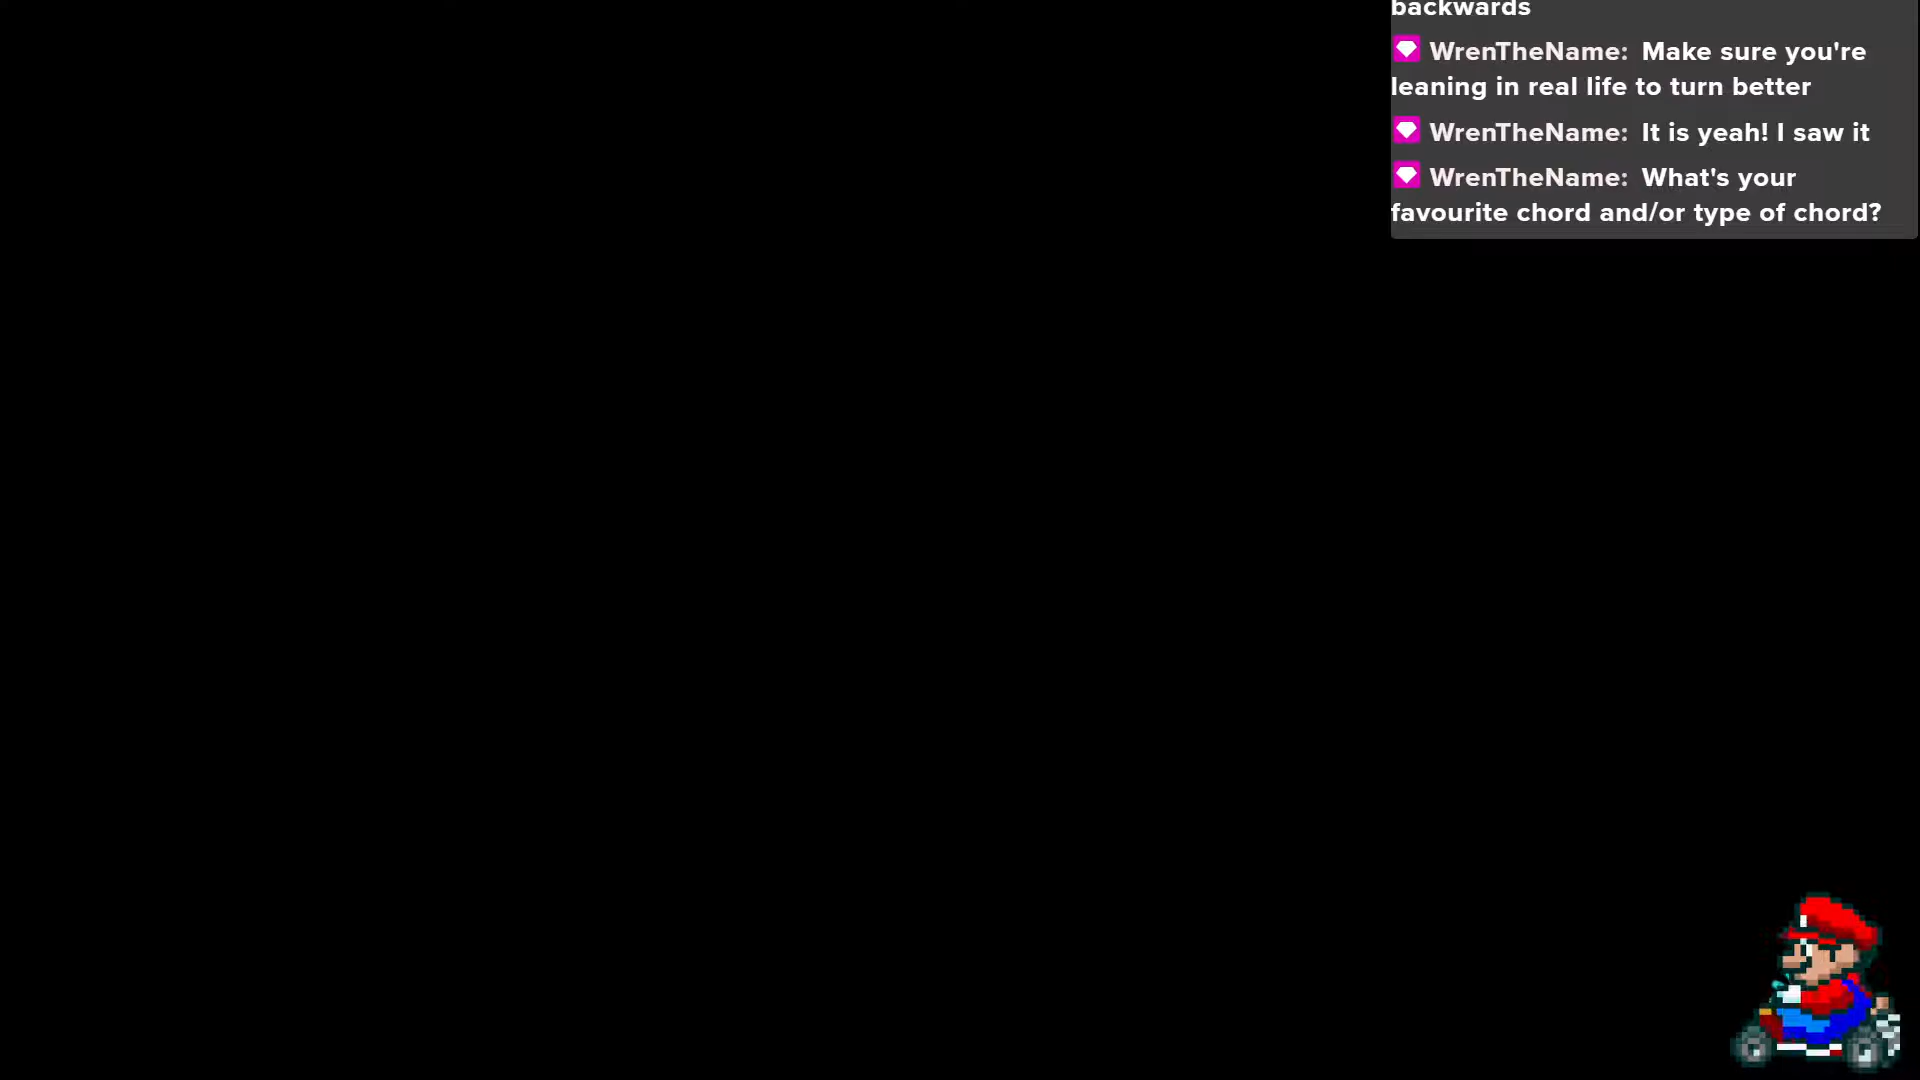 backwards
WrenTheName: Make sure you're
leaning in real life to turn better
WrenTheName: It is yeah! I saw it
WrenTheName: What's your
favourite chord and/or type of chord?